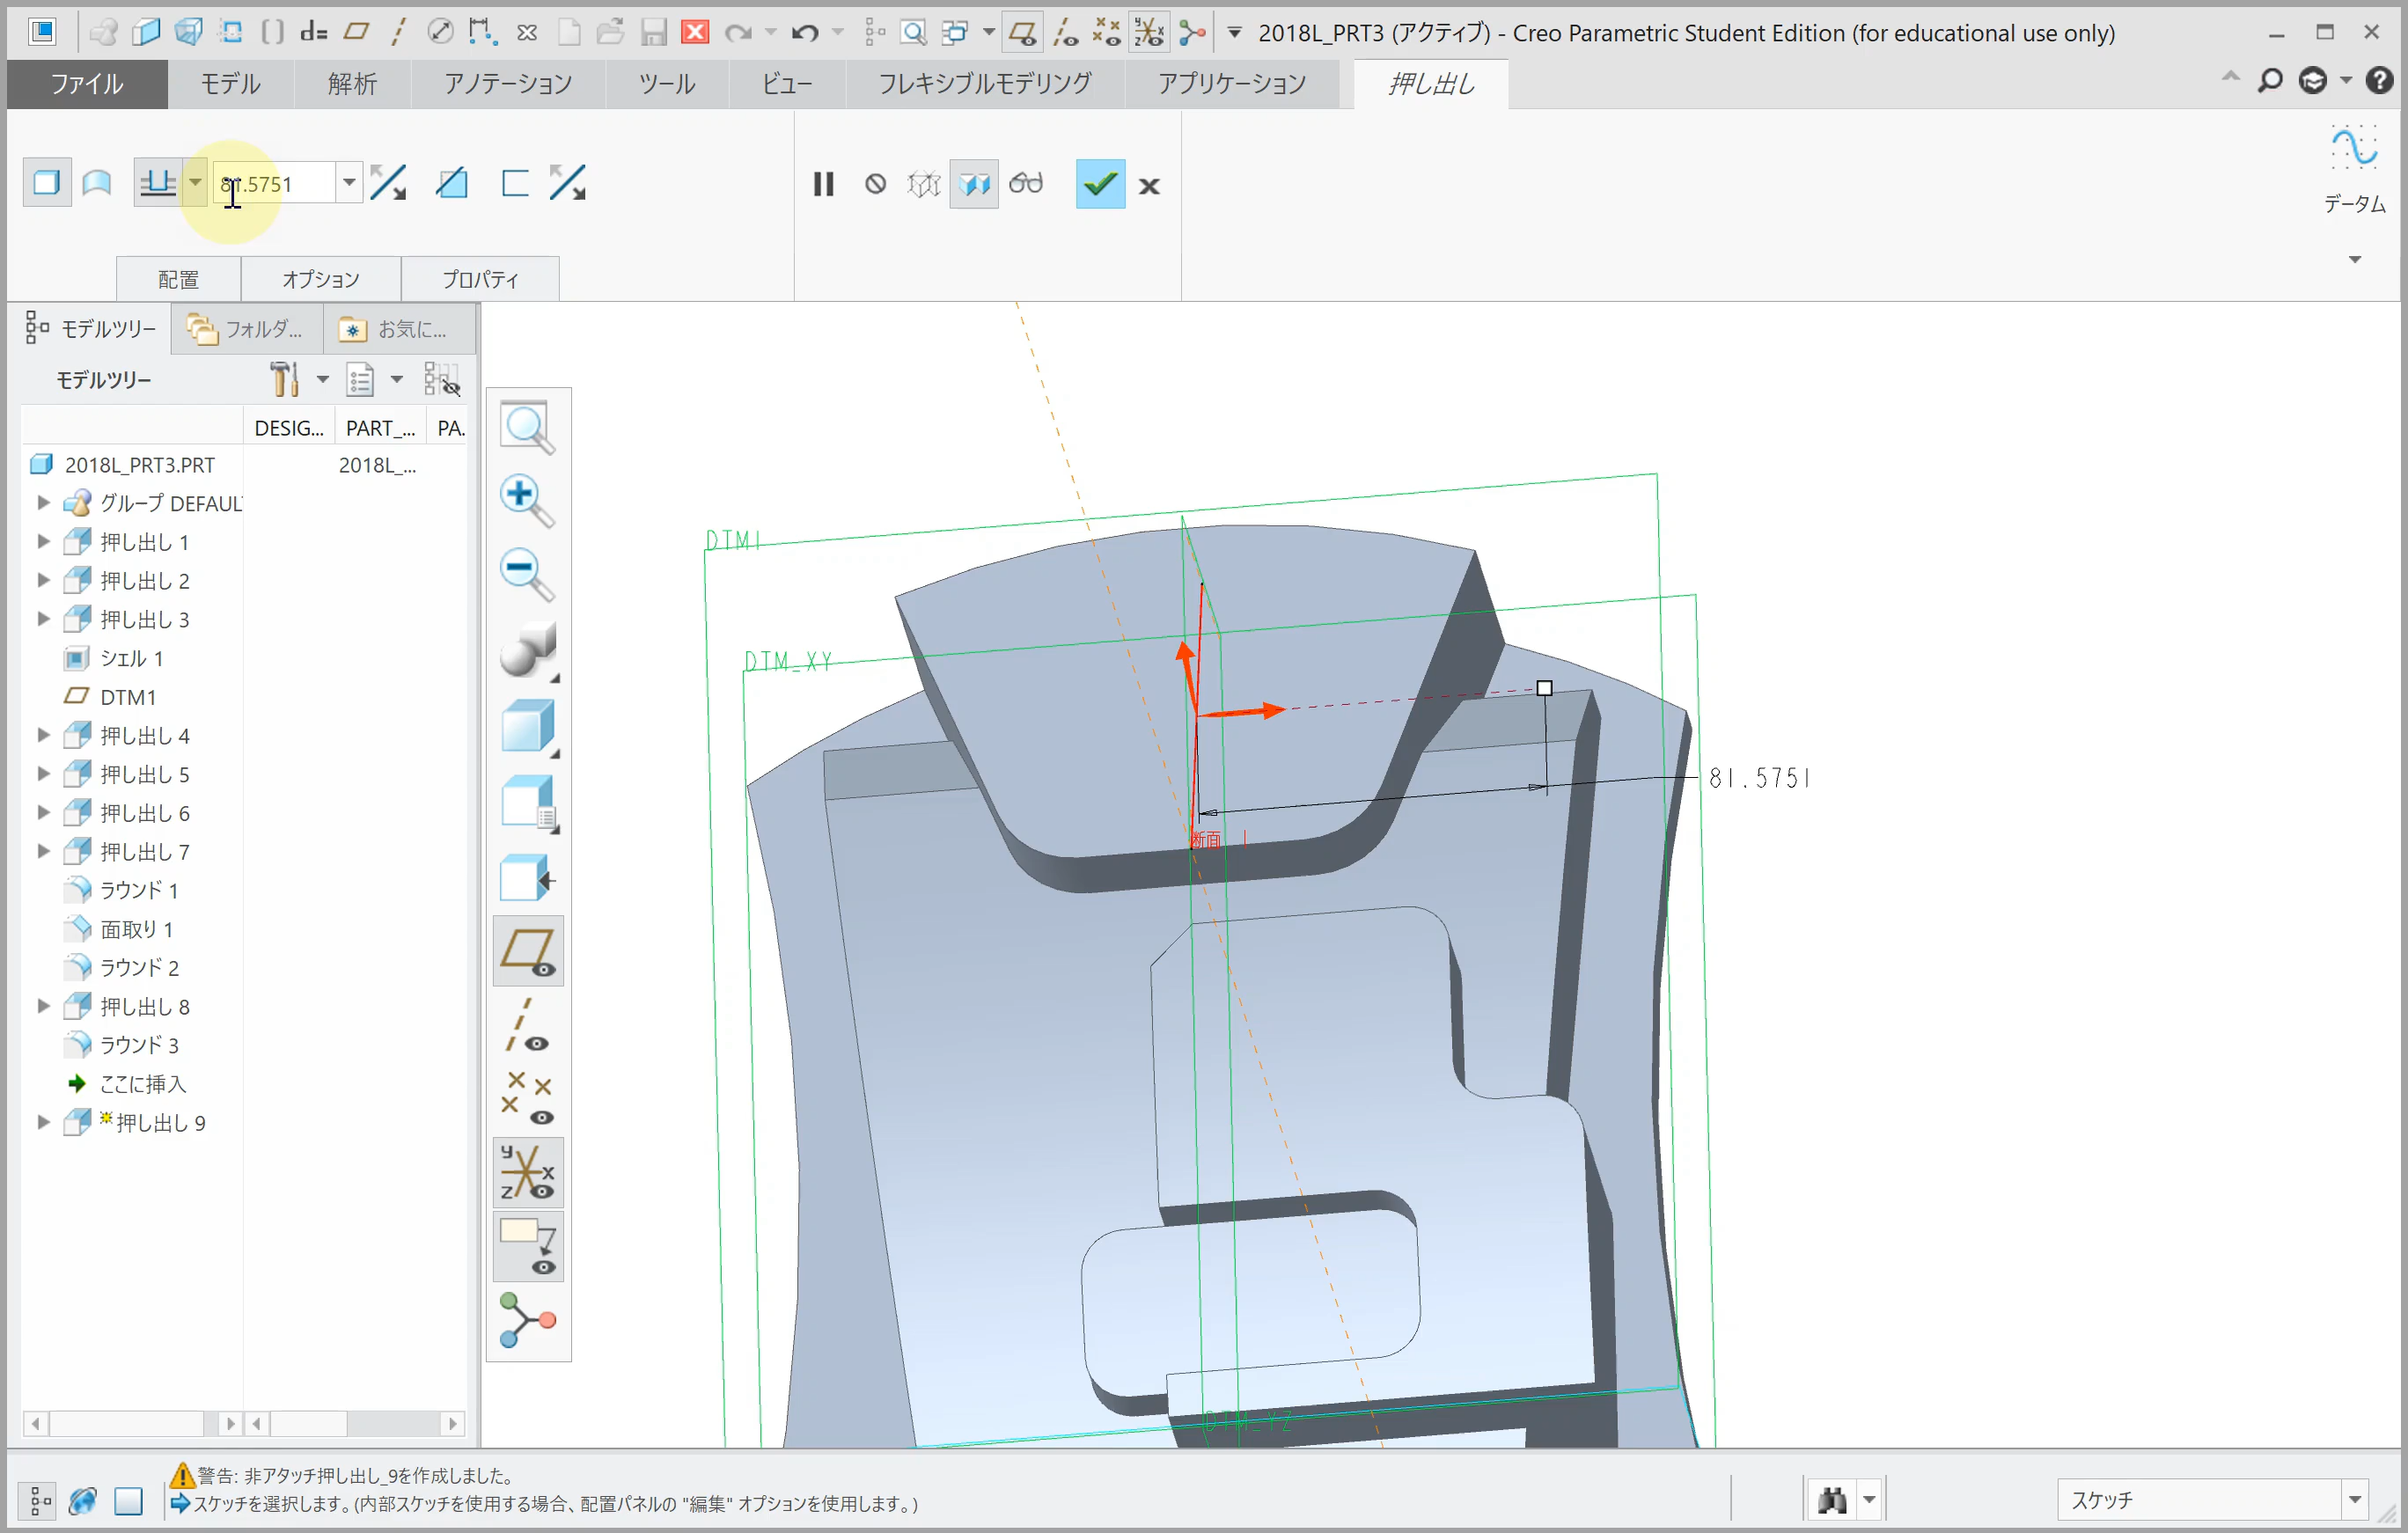 2018L_PRT3 (アクティブ) - Creo Parametric Student Edition (for educational use only)
ファイル モデル 解析 アノテーション ツール ビュー フレキシブルモデリング アプリケーション 押し出し
81.5751
データム
配置 オプション プロパティ
モデルツリー フォルダ... お気に...
モデルツリー
DESIG... PART_... PA.
2018L_PRT3.PRT 2018L_...
グループ DEFAUL
押し出し 1
押し出し 2
押し出し 3
シェル 1
DTM1
押し出し 4
押し出し 5
押し出し 6
押し出し 7
ラウンド 1
面取り 1
ラウンド 2
押し出し 8
ラウンド 3
ここに挿入
押し出し 9
DTM1
DTM_XY
81.5751
断面 1
DTM_YZ
警告: 非アタッチ押し出し_9を作成しました。
スケッチを選択します。(内部スケッチを使用する場合、配置パネルの "編集" オプションを使用します。)
スケッチ